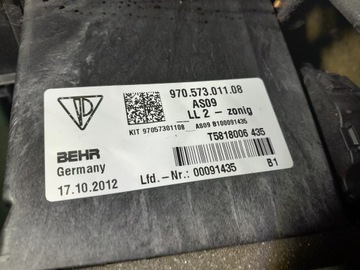 970.573.011.08
AS09
LL 2 - zonig
KIT 97057301108 AS09 B100091435
T5818006 435
BEHR
Germany
17.10.2012
Lfd.-Nr.: 00091435
B1